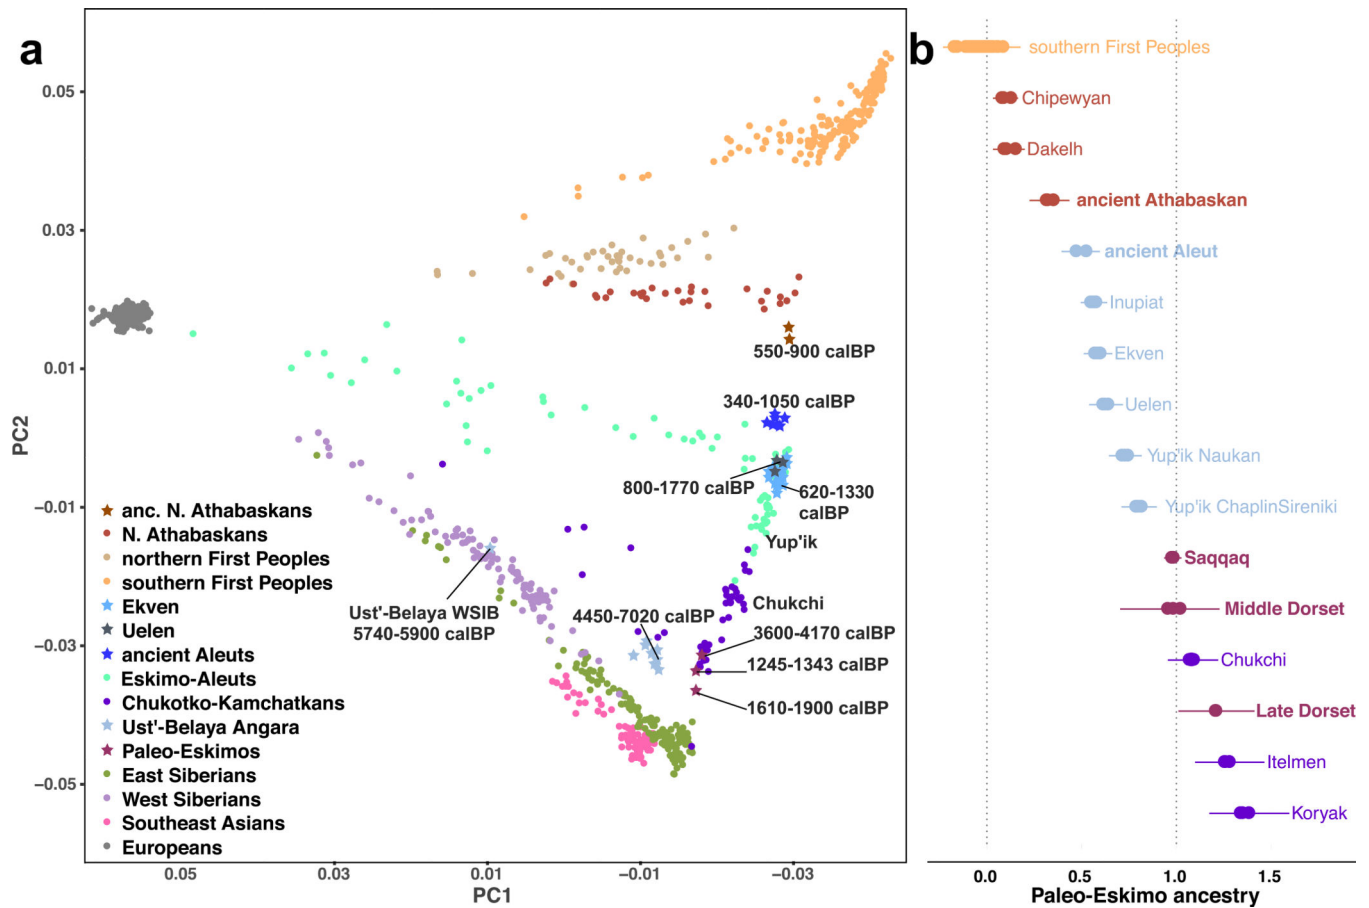 a
0.05
0.03
0.01
−0.01
−0.03
−0.05
PC2
550-900 calBP
340-1050 calBP
800-1770 calBP
620-1330
calBP
Yup'ik
Chukchi
Ust'-Belaya WSIB
5740-5900 calBP
4450-7020 calBP
3600-4170 calBP
1245-1343 calBP
1610-1900 calBP
anc. N. Athabaskans
N. Athabaskans
northern First Peoples
southern First Peoples
Ekven
Uelen
ancient Aleuts
Eskimo-Aleuts
Chukotko-Kamchatkans
Ust'-Belaya Angara
Paleo-Eskimos
East Siberians
West Siberians
Southeast Asians
Europeans
0.05
0.03
0.01
−0.01
−0.03
PC1
b
southern First Peoples
Chipewyan
Dakelh
ancient Athabaskan
ancient Aleut
Inupiat
Ekven
Uelen
Yup'ik Naukan
Yup'ik ChaplinSireniki
Saqqaq
Middle Dorset
Chukchi
Late Dorset
Itelmen
Koryak
0.0
0.5
1.0
1.5
Paleo-Eskimo ancestry